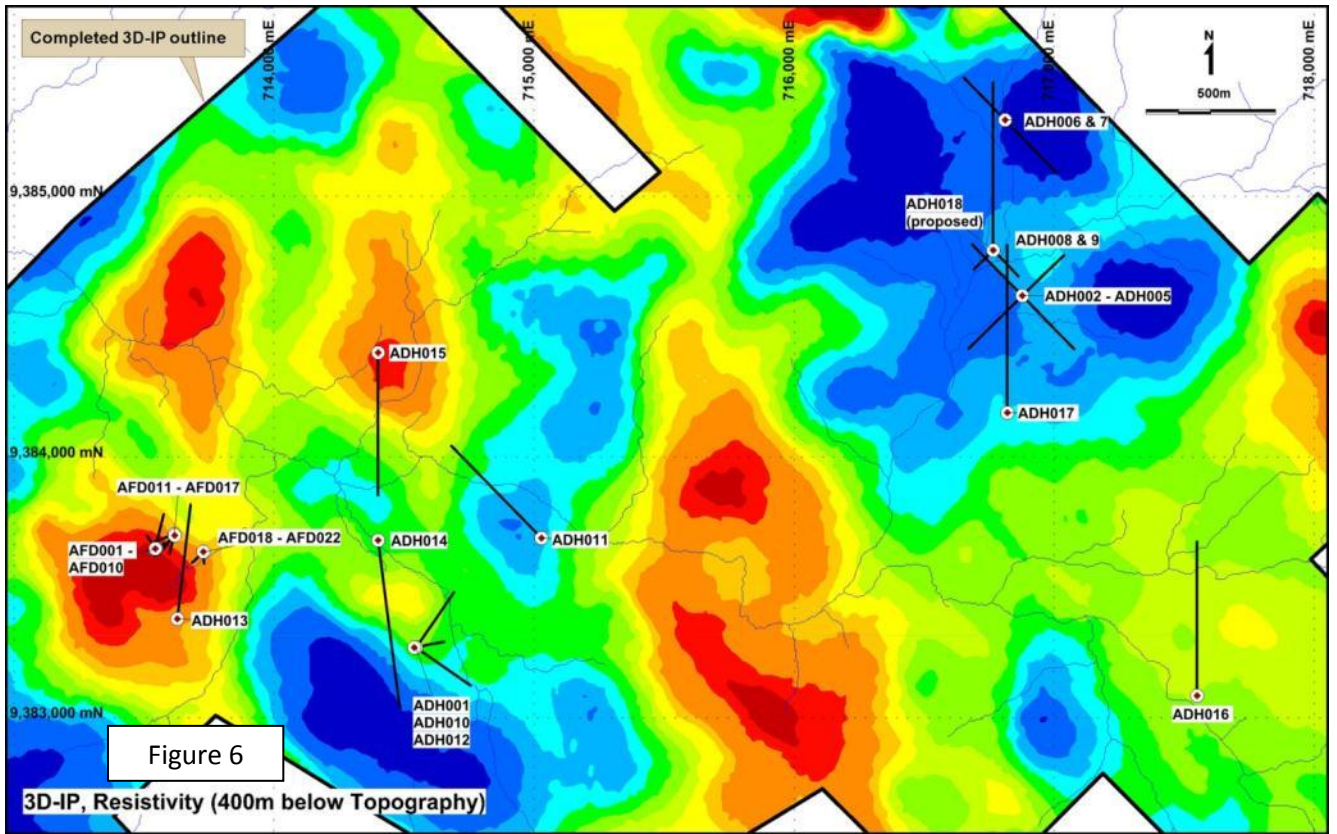 Completed 3D-IP outline
714,000 mE
715,000 mE
716,000 mE
717,000 mE
718,000 mE
N
500m
ADH006 & 7
9,385,000 mN
ADH018
(proposed)
ADH008 & 9
ADH002 - ADH005
ADH015
ADH017
9,384,000 mN
AFD011 - AFD017
AFD018 - AFD022
ADH014
ADH011
AFD001 -
AFD010
ADH013
ADH001
ADH010
ADH012
ADH016
9,383,000 mN
Figure 6
3D-IP, Resistivity (400m below Topography)